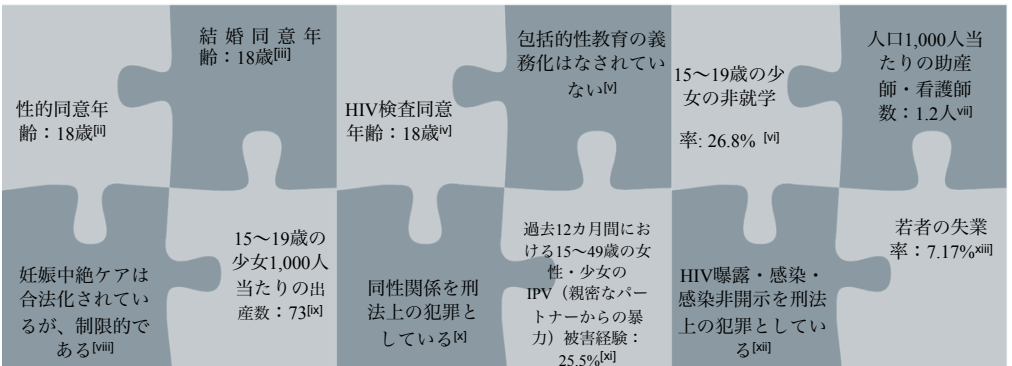 性的同意年
齢：18歳[ii]
結婚同意年
齢：18歳[iii]
HIV検査同意
年齢：18歳iv]
包括的性教育の義
務化はなされてい
ない[v]
15〜19歳の少
女の非就学
率: 26.8% [vi]
人口1,000人当
たりの助産
師・看護師
数：1.2人vii]
妊娠中絶ケアは
合法化されてい
るが、制限的で
ある[viii]
15〜19歳の
少女1,000人
当たりの出
産数：73[ix]
同性関係を刑
法上の犯罪と
している[x]
過去12カ月間にお
ける15〜49歳の女
性・少女の
IPV（親密なパー
トナーからの暴
力）被害経験：
25.5%[xi]
HIV曝露・感染・
感染非開示を刑法
上の犯罪としてい
る[xii]
若者の失業
率：7.17%xiii]